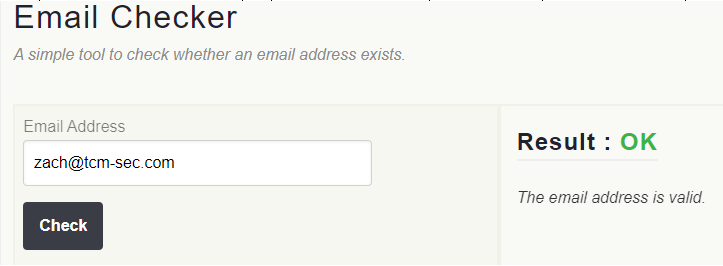 Email Checker
A simple tool to check whether an email address exists.
Email Address
zach@tcm-sec.com
Check
Result : OK
The email address is valid.